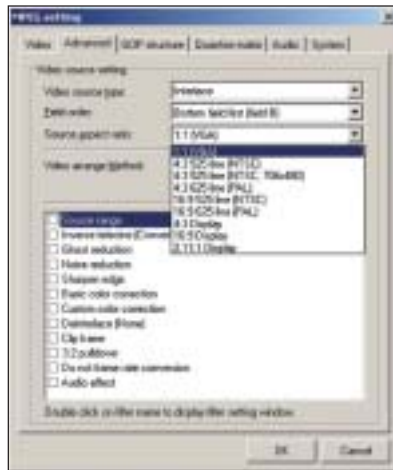 MPEG setting
Video Advanced GOP structure Quantize matrix Audio System
Video source setting
Video source type: Interlace
Field order: Bottom field first (field B)
Source aspect ratio: 1:1 (VGA)
1:1 (VGA)
4:3 525 line (NTSC)
4:3 525 line (NTSC, 704x480)
4:3 625 line (PAL)
16:9 525 line (NTSC)
16:9 625 line (PAL)
4:3 Display
16:9 Display
2.11:1 Display
Video arrange Method:
Source range
Inverse telecine
Ghost reduction
Noise reduction
Sharpen edge
Basic color correction
Custom color correction
Deinterlace (None)
Clip frame
3:2 pulldown
Do not frame rate conversion
Audio effect
Double click on filter name to display filter setting window.
OK Cancel